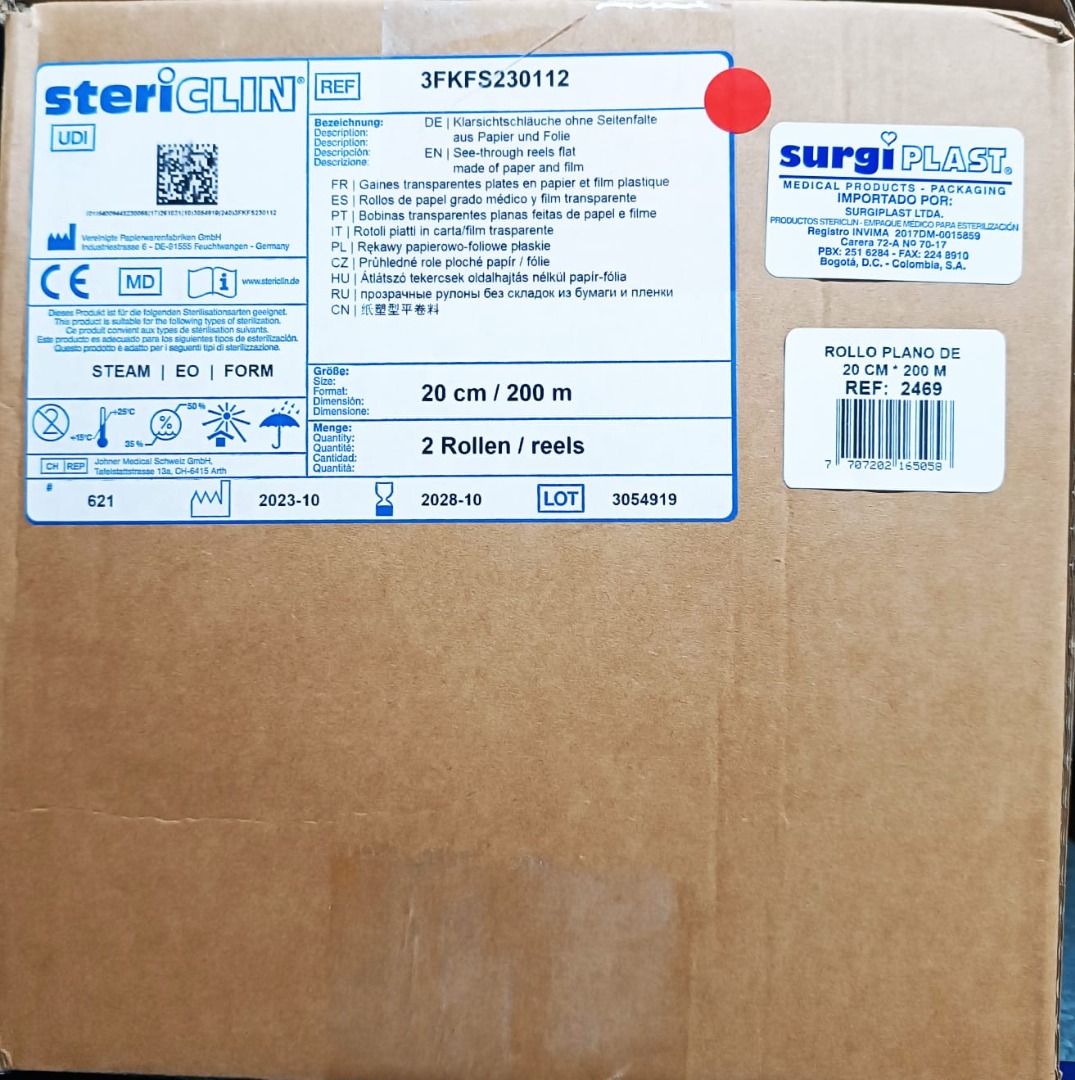 steriCLIN®
UDI
Vereinigte Papierwarenfabriken GmbH
Industriestrasse 6 - DE-91555 Feuchtwangen - Germany
CE
MD
i
www.stericlin.de
Dieses Produkt ist für die folgenden Sterilisationsarten geeignet.
This product is suitable for the following types of sterilization.
Ce produit convient aux types de stérilisation suivants.
Este producto es adecuado para los siguientes tipos de esterilización.
Questo prodotto è adatto per i seguenti tipi di sterilizzazione.
STEAM | EO | FORM
2
+15°C
+25°C
35 %
%
50 %
CH REP
Johner Medical Schweiz GmbH,
Tafelstattstrasse 13a, CH-6415 Arth
REF
3FKFS230112
Bezeichnung:
Description:
Description:
Descripción:
Descrizione:
DE | Klarsichtschläuche ohne Seitenfalte
aus Papier und Folie
EN | See-through reels flat
made of paper and film
FR | Gaines transparentes plates en papier et film plastique
ES | Rollos de papel grado médico y film transparente
PT | Bobinas transparentes planas feitas de papel e filme
IT | Rotoli piatti in carta/film trasparente
PL | Rękawy papierowo-foliowe płaskie
CZ | Průhledné role ploché papír / fólie
HU | Átlátszó tekercsek oldalhajtás nélkül papír-fólia
RU | прозрачные рулоны без складок из бумаги и пленки
CN | 纸塑型平卷料
Größe:
Size:
Format:
Dimensión:
Dimensione:
20 cm / 200 m
Menge:
Quantity:
Quantité:
Cantidad:
Quantità:
2 Rollen / reels
#
621
2023-10
2028-10
LOT
3054919
surgiPLAST®
MEDICAL PRODUCTS - PACKAGING
IMPORTADO POR:
SURGIPLAST LTDA.
PRODUCTOS STERICLIN - EMPAQUE MÉDICO PARA ESTERILIZACIÓN
Registro INVIMA 2017DM-0015859
Carera 72-A Nº 70-17
PBX: 251 6284 - FAX: 224 8910
Bogotá, D.C. - Colombia, S.A.
ROLLO PLANO DE
20 CM * 200 M
REF: 2469
7 707202 165058